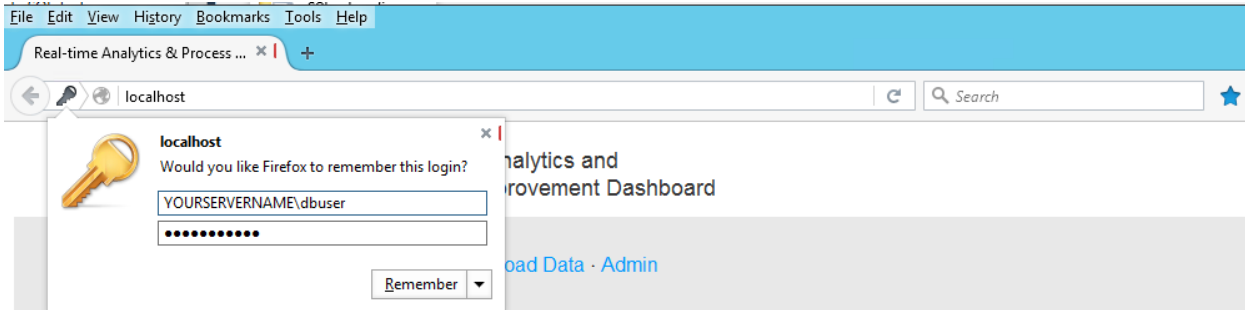 File Edit View History Bookmarks Tools Help
Real-time Analytics & Process ...
localhost
Search
localhost
Would you like Firefox to remember this login?
YOURSERVERNAME\dbuser
•••••••••••
Remember
nalytics and
rovement Dashboard
oad Data · Admin